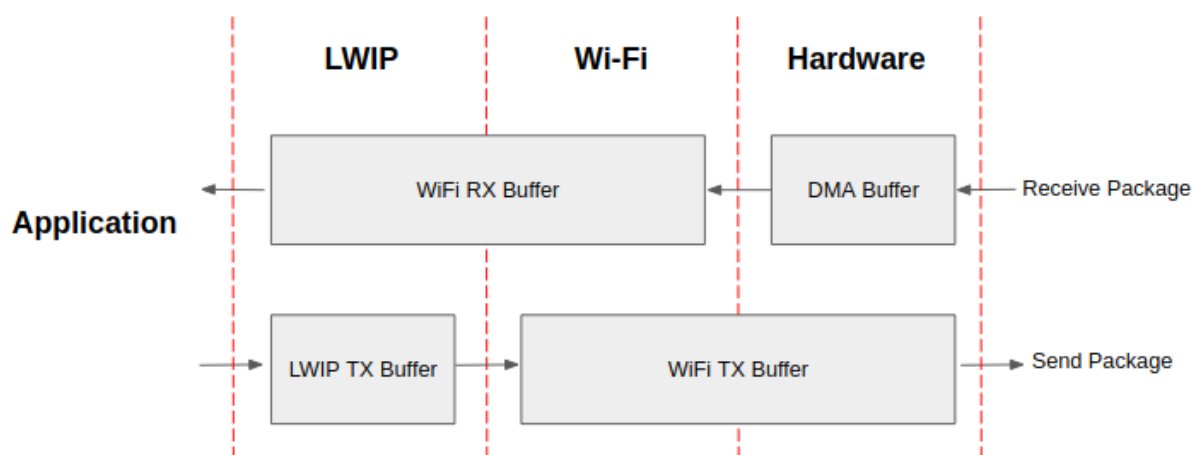 LWIP
Wi-Fi
Hardware
WiFi RX Buffer
DMA Buffer
Receive Package
Application
LWIP TX Buffer
WiFi TX Buffer
Send Package